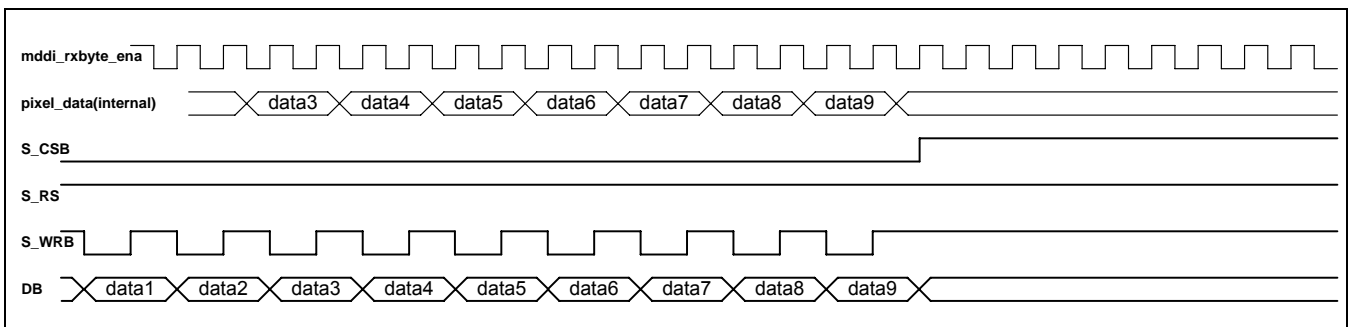 mddi_rxbyte_ena
pixel_data(internal) data3 data4 data5 data6 data7 data8 data9
S_CSB
S_RS
S_WRB
DB data1 data2 data3 data4 data5 data6 data7 data8 data9